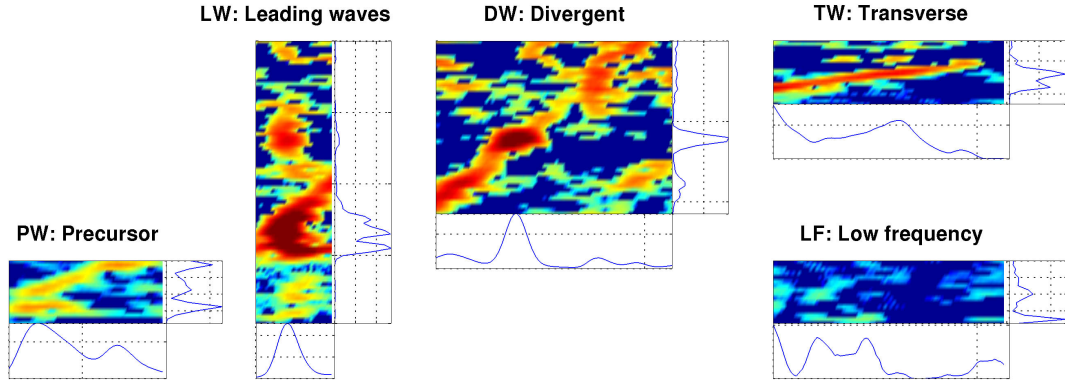 LW: Leading waves
DW: Divergent
TW: Transverse
PW: Precursor
LF: Low frequency